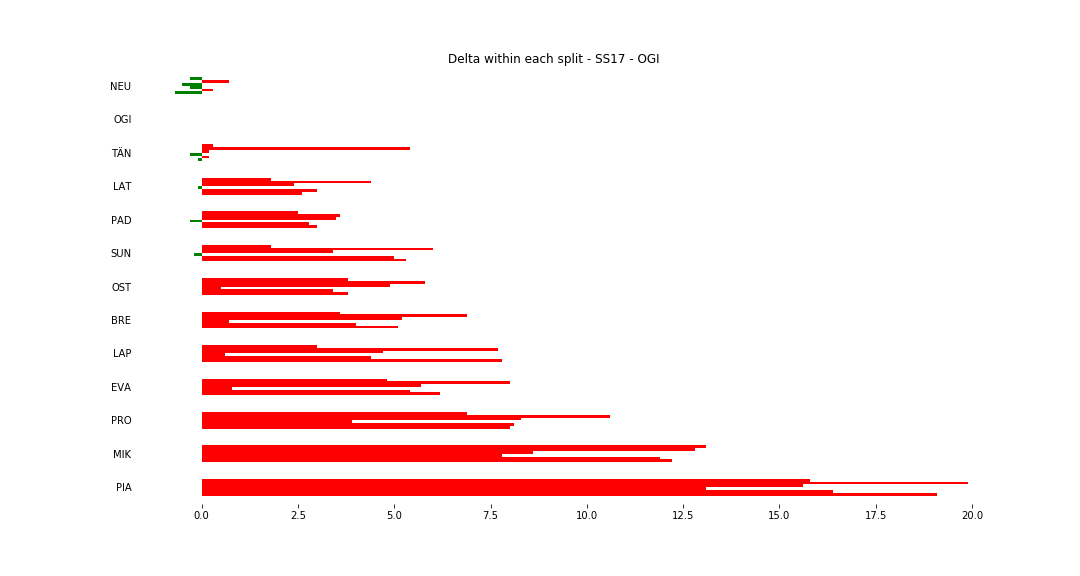 Delta within each split - SS17 - OGI
NEU
OGI
TÄN
LAT
PAD
SUN
OST
BRE
LAP
EVA
PRO
MIK
PIA
0.0 2.5 5.0 7.5 10.0 12.5 15.0 17.5 20.0